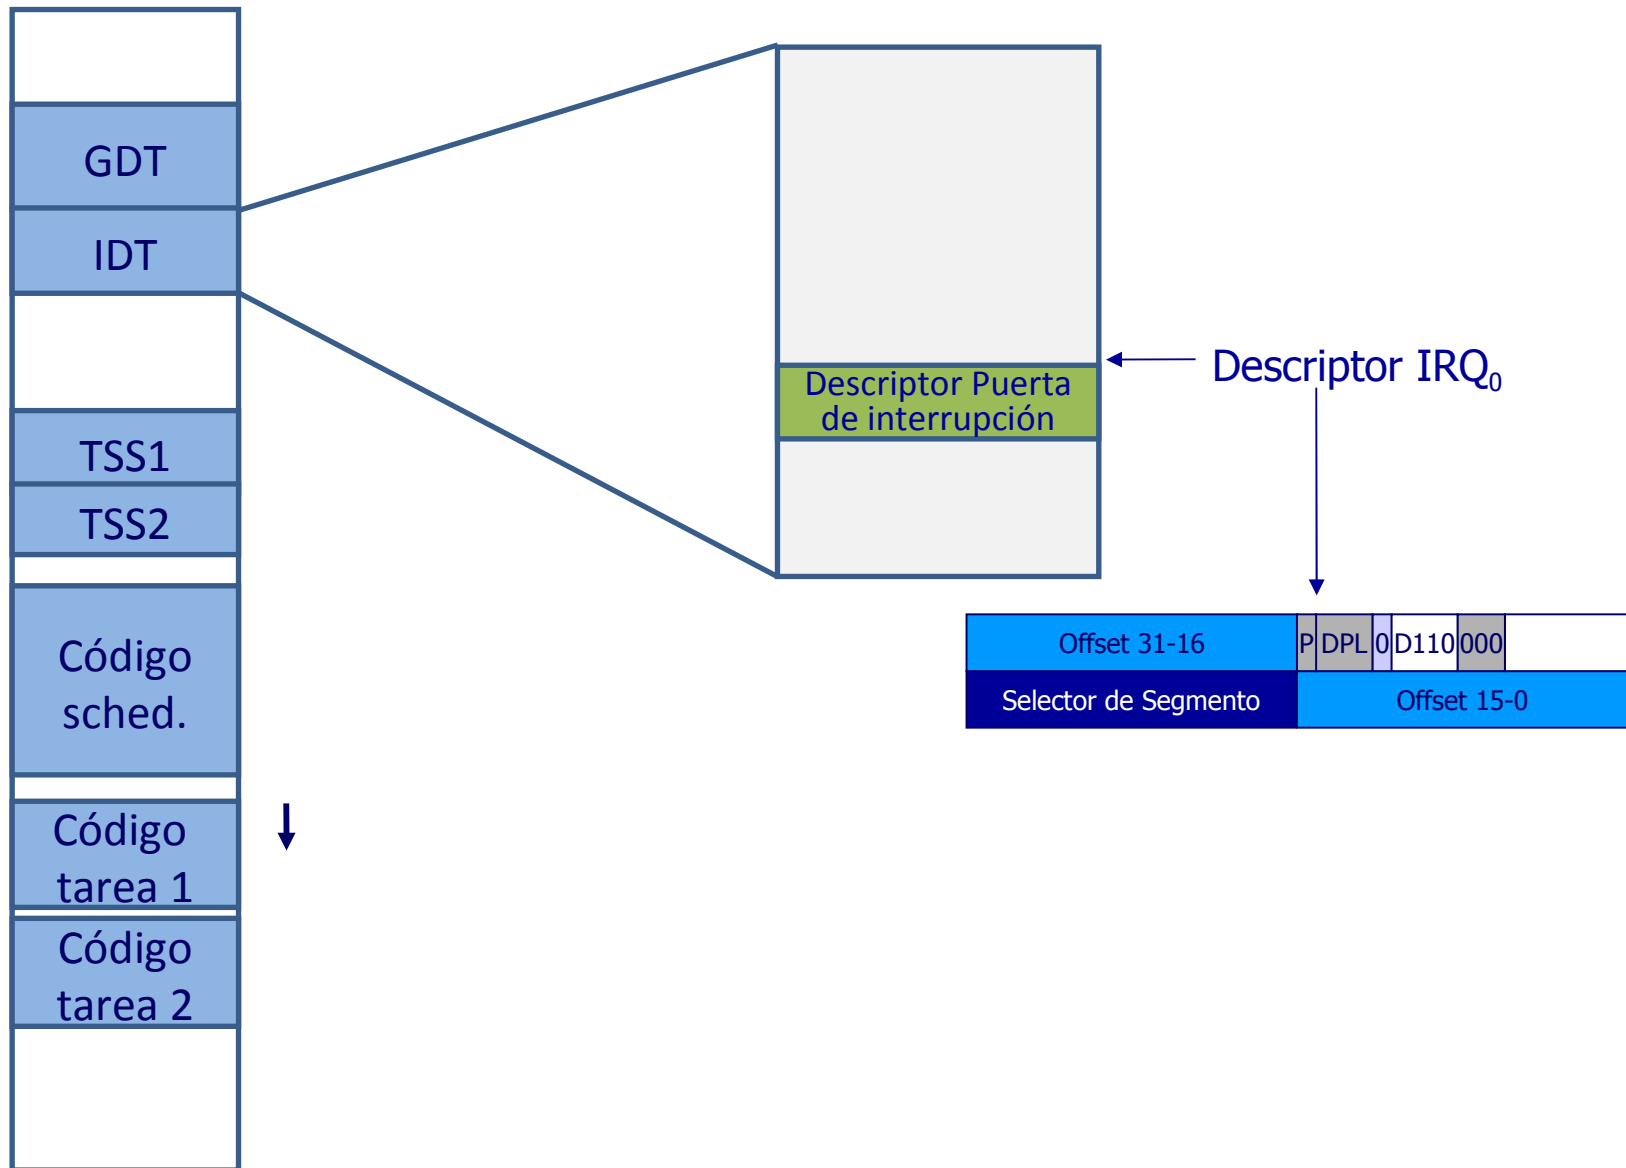 GDT
IDT
TSS1
TSS2
Código
sched.
Código
tarea 1
Código
tarea 2
Descriptor Puerta
de interrupción
Descriptor IRQ₀
Offset 31-16 P DPL 0 D110 000
Selector de Segmento Offset 15-0